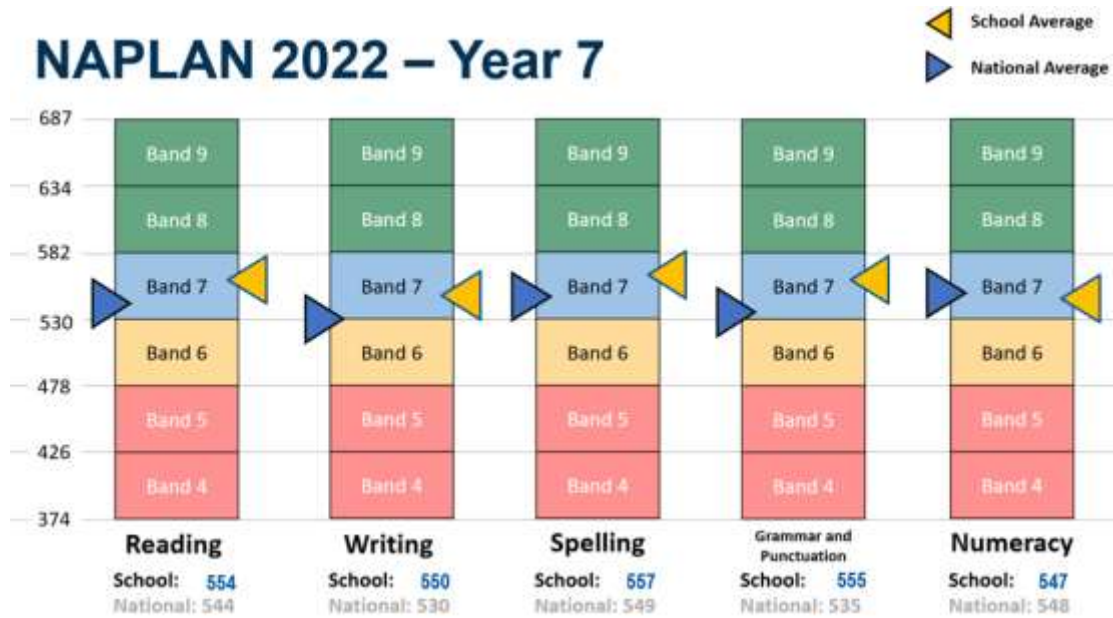 NAPLAN 2022 – Year 7
School Average
National Average
687
634
582
530
478
426
374
Band 9
Band 8
Band 7
Band 6
Band 5
Band 4
Band 9
Band 8
Band 7
Band 6
Band 5
Band 4
Band 9
Band 8
Band 7
Band 6
Band 5
Band 4
Band 9
Band 8
Band 7
Band 6
Band 5
Band 4
Band 9
Band 8
Band 7
Band 6
Band 5
Band 4
Reading
School: 554
National: 544
Writing
School: 550
National: 530
Spelling
School: 557
National: 549
Grammar and
Punctuation
School: 555
National: 535
Numeracy
School: 547
National: 548